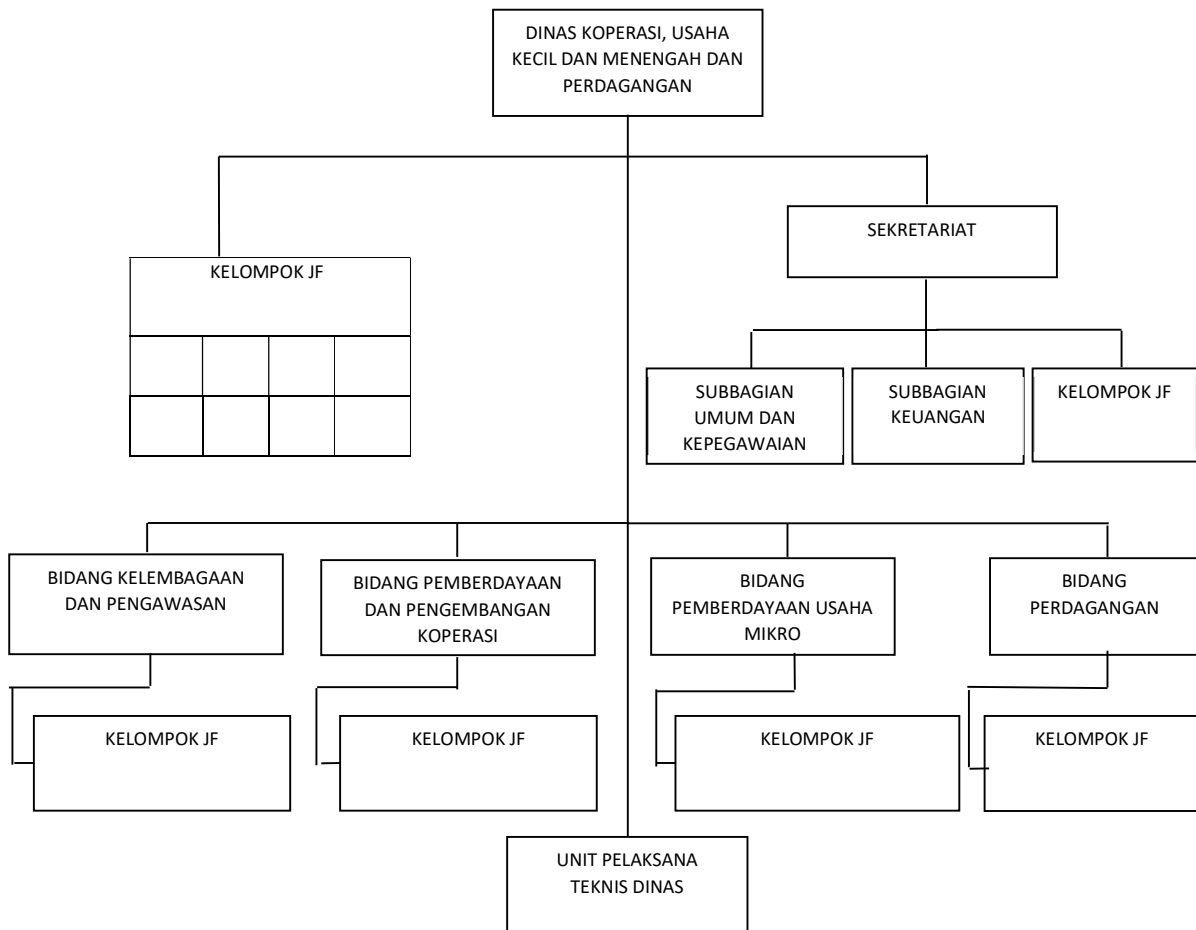 DINAS KOPERASI, USAHA
KECIL DAN MENENGAH DAN
PERDAGANGAN
SEKRETARIAT
KELOMPOK JF
SUBBAGIAN
UMUM DAN
KEPEGAWAIAN
SUBBAGIAN
KEUANGAN
KELOMPOK JF
BIDANG KELEMBAGAAN
DAN PENGAWASAN
BIDANG PEMBERDAYAAN
DAN PENGEMBANGAN
KOPERASI
BIDANG
PEMBERDAYAAN USAHA
MIKRO
BIDANG
PERDAGANGAN
KELOMPOK JF
KELOMPOK JF
KELOMPOK JF
KELOMPOK JF
UNIT PELAKSANA
TEKNIS DINAS